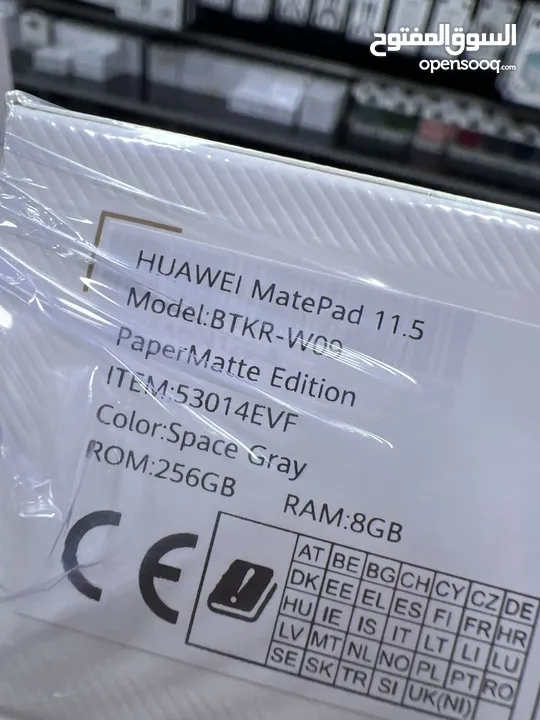 السوق المفتوح
opensooq.com
HUAWEI MatePad 11.5
Model:BTKR-W09
PaperMatte Edition
ITEM:53014EVF
Color:Space Gray
ROM:256GB RAM:8GB
CE
AT BE BG CH CY CZ DE
DK EE EL ES FI FR HR
HU IE IS IT LT LI LU
LV MT NL NO PL PT RO
SE SK TR SI UK(NI)